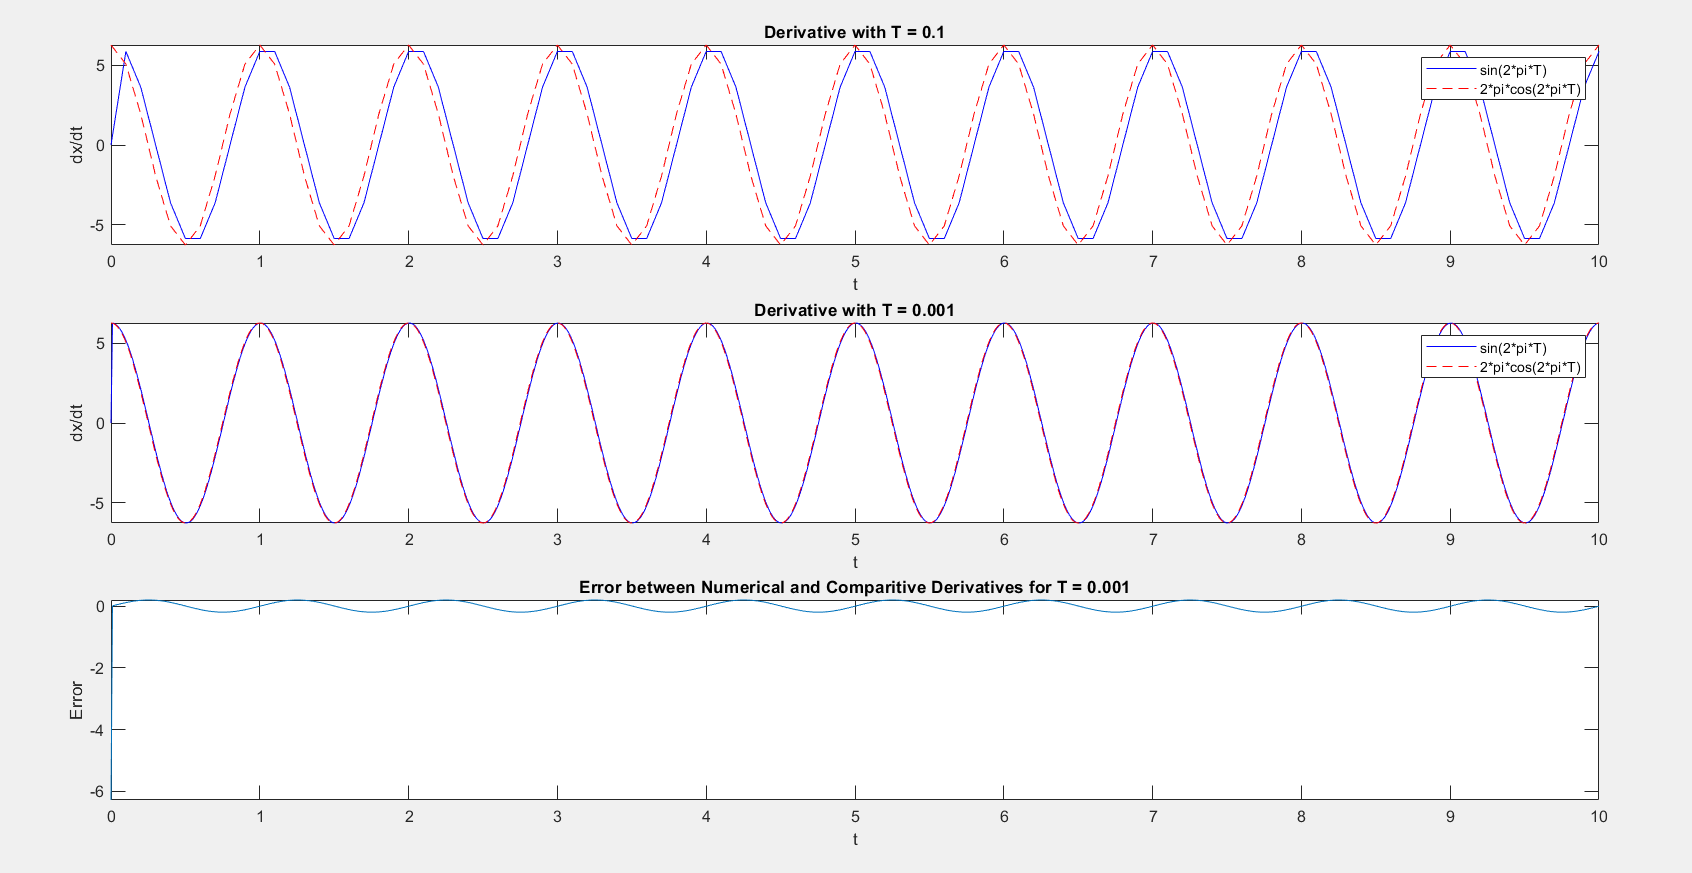 Derivative with T = 0.1
5
0
-5
dx/dt
sin(2*pi*T)
2*pi*cos(2*pi*T)
0 1 2 3 4 5 6 7 8 9 10
t
Derivative with T = 0.001
5
0
-5
dx/dt
sin(2*pi*T)
2*pi*cos(2*pi*T)
0 1 2 3 4 5 6 7 8 9 10
t
Error between Numerical and Comparitive Derivatives for T = 0.001
0
-2
-4
-6
Error
0 1 2 3 4 5 6 7 8 9 10
t